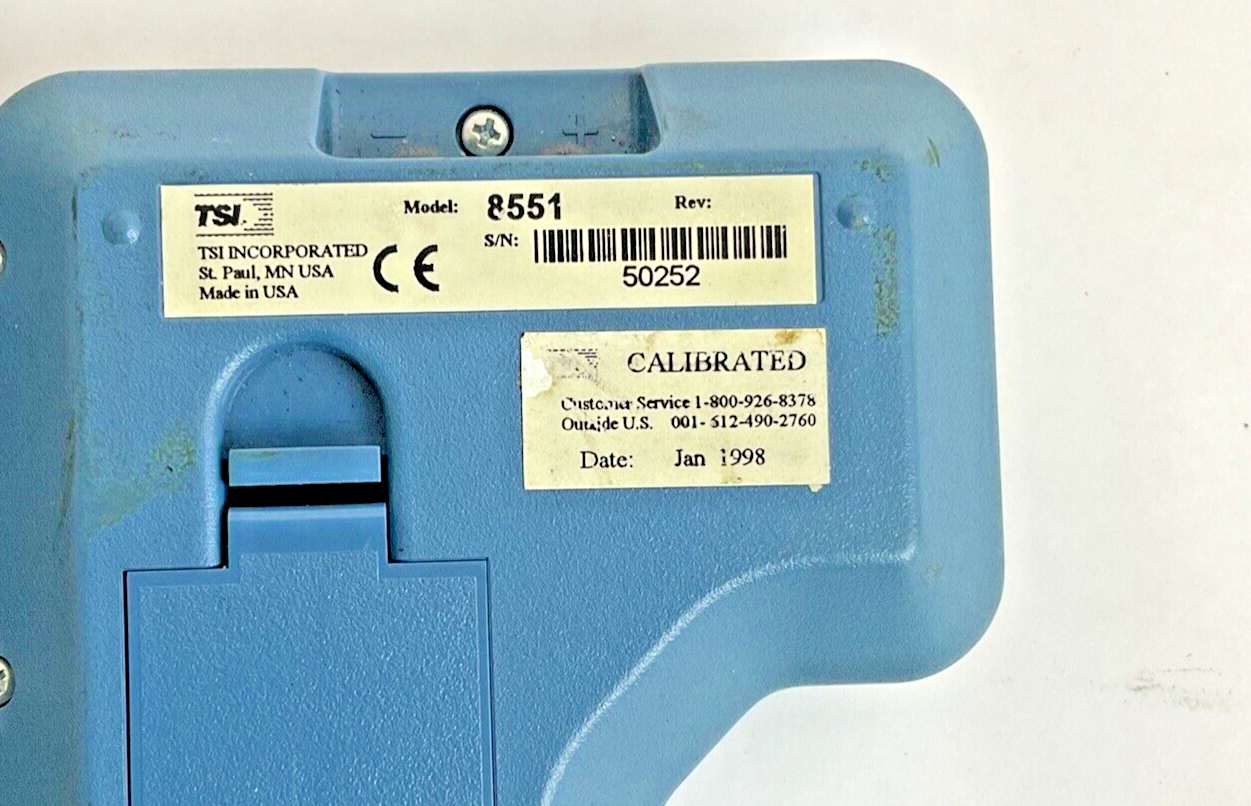 − +
TSI
Model: 8551 Rev:
TSI INCORPORATED
St. Paul, MN USA
Made in USA
CE
S/N:
50252
CALIBRATED
Customer Service 1-800-926-8378
Outside U.S. 001-612-490-2760
Date: Jan 1998